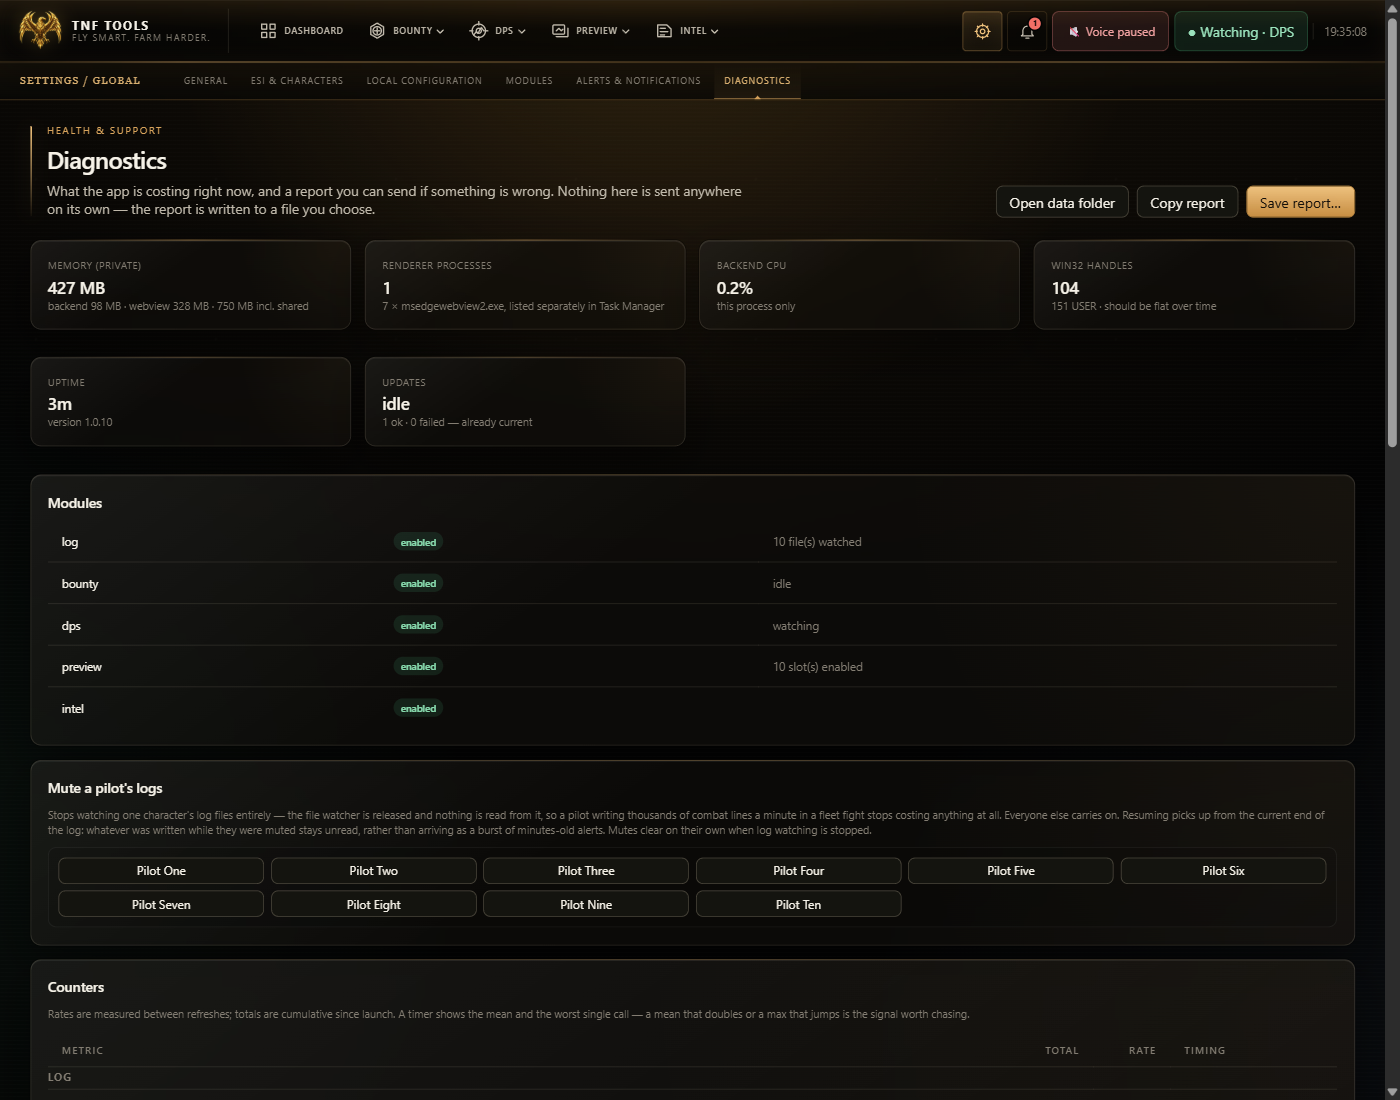 TNF TOOLS
FLY SMART. FARM HARDER.
DASHBOARD
BOUNTY
DPS
PREVIEW
INTEL
1
Voice paused
Watching · DPS
19:35:08
SETTINGS / GLOBAL
GENERAL
ESI & CHARACTERS
LOCAL CONFIGURATION
MODULES
ALERTS & NOTIFICATIONS
DIAGNOSTICS
HEALTH & SUPPORT
Diagnostics
What the app is costing right now, and a report you can send if something is wrong. Nothing here is sent anywhere
on its own — the report is written to a file you choose.
Open data folder
Copy report
Save report...
MEMORY (PRIVATE)
427 MB
backend 98 MB · webview 328 MB · 750 MB incl. shared
RENDERER PROCESSES
1
7 × msedgewebview2.exe, listed separately in Task Manager
BACKEND CPU
0.2%
this process only
WIN32 HANDLES
104
151 USER · should be flat over time
UPTIME
3m
version 1.0.10
UPDATES
idle
1 ok · 0 failed — already current
Modules
log enabled 10 file(s) watched
bounty enabled idle
dps enabled watching
preview enabled 10 slot(s) enabled
intel enabled
Mute a pilot's logs
Stops watching one character's log files entirely — the file watcher is released and nothing is read from it, so a pilot writing thousands of combat lines a minute in a fleet fight stops costing anything at all. Everyone else carries on. Resuming picks up from the current end of
the log: whatever was written while they were muted stays unread, rather than arriving as a burst of minutes-old alerts. Mutes clear on their own when log watching is stopped.
Pilot One
Pilot Two
Pilot Three
Pilot Four
Pilot Five
Pilot Six
Pilot Seven
Pilot Eight
Pilot Nine
Pilot Ten
Counters
Rates are measured between refreshes; totals are cumulative since launch. A timer shows the mean and the worst single call — a mean that doubles or a max that jumps is the signal worth chasing.
METRIC TOTAL RATE TIMING
LOG